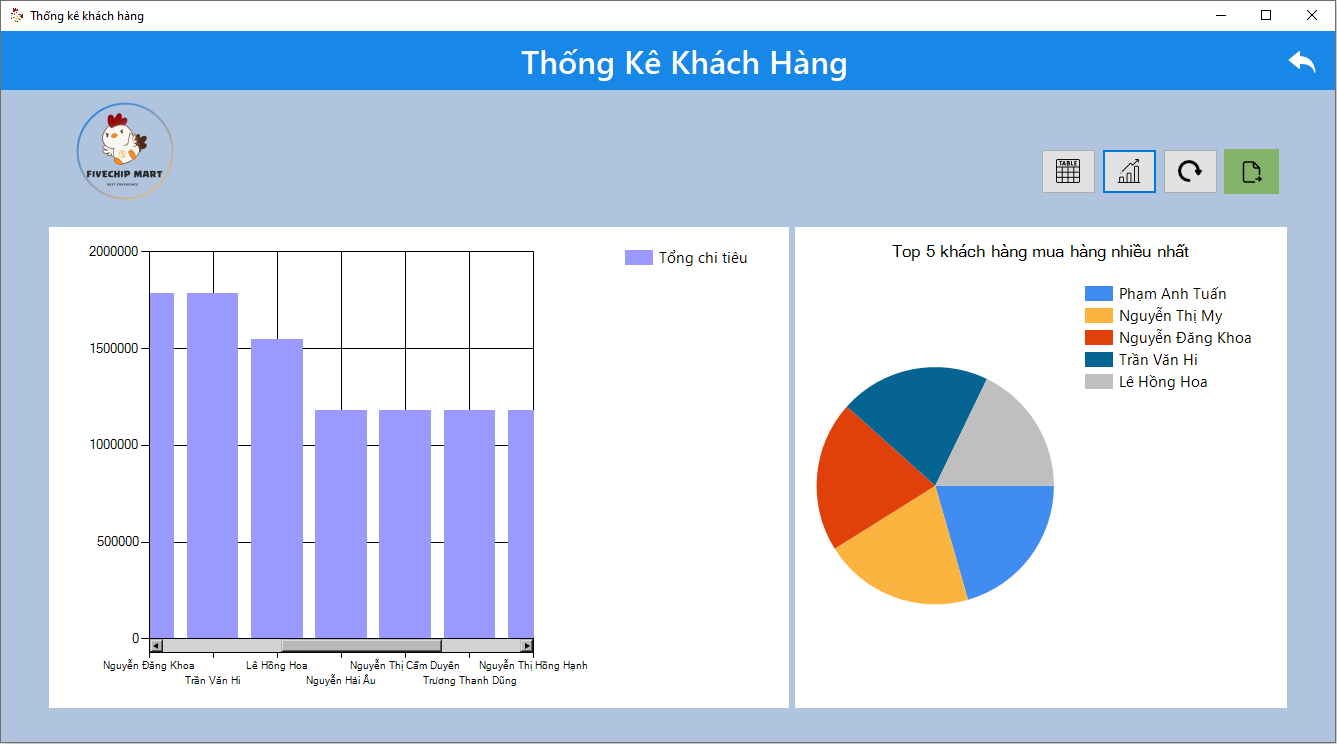 Thống kê khách hàng
Thống Kê Khách Hàng
FIVECHIP MART
BEST EXPERIENCE
TABLE
Tổng chi tiêu
2000000
1500000
1000000
500000
0
Nguyễn Đăng Khoa
Trần Văn Hi
Lê Hồng Hoa
Nguyễn Hải Âu
Nguyễn Thị Cẩm Duyên
Trương Thanh Dũng
Nguyễn Thị Hồng Hạnh
Top 5 khách hàng mua hàng nhiều nhất
Phạm Anh Tuấn
Nguyễn Thị My
Nguyễn Đăng Khoa
Trần Văn Hi
Lê Hồng Hoa